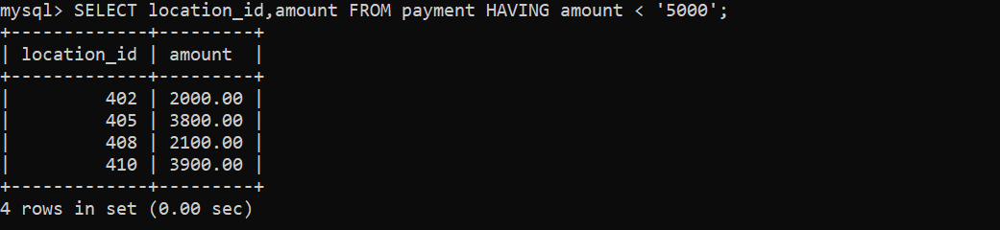 mysql> SELECT location_id,amount FROM payment HAVING amount < '5000';
+-------------+---------+
| location_id | amount  |
+-------------+---------+
|         402 | 2000.00 |
|         405 | 3800.00 |
|         408 | 2100.00 |
|         410 | 3900.00 |
+-------------+---------+
4 rows in set (0.00 sec)